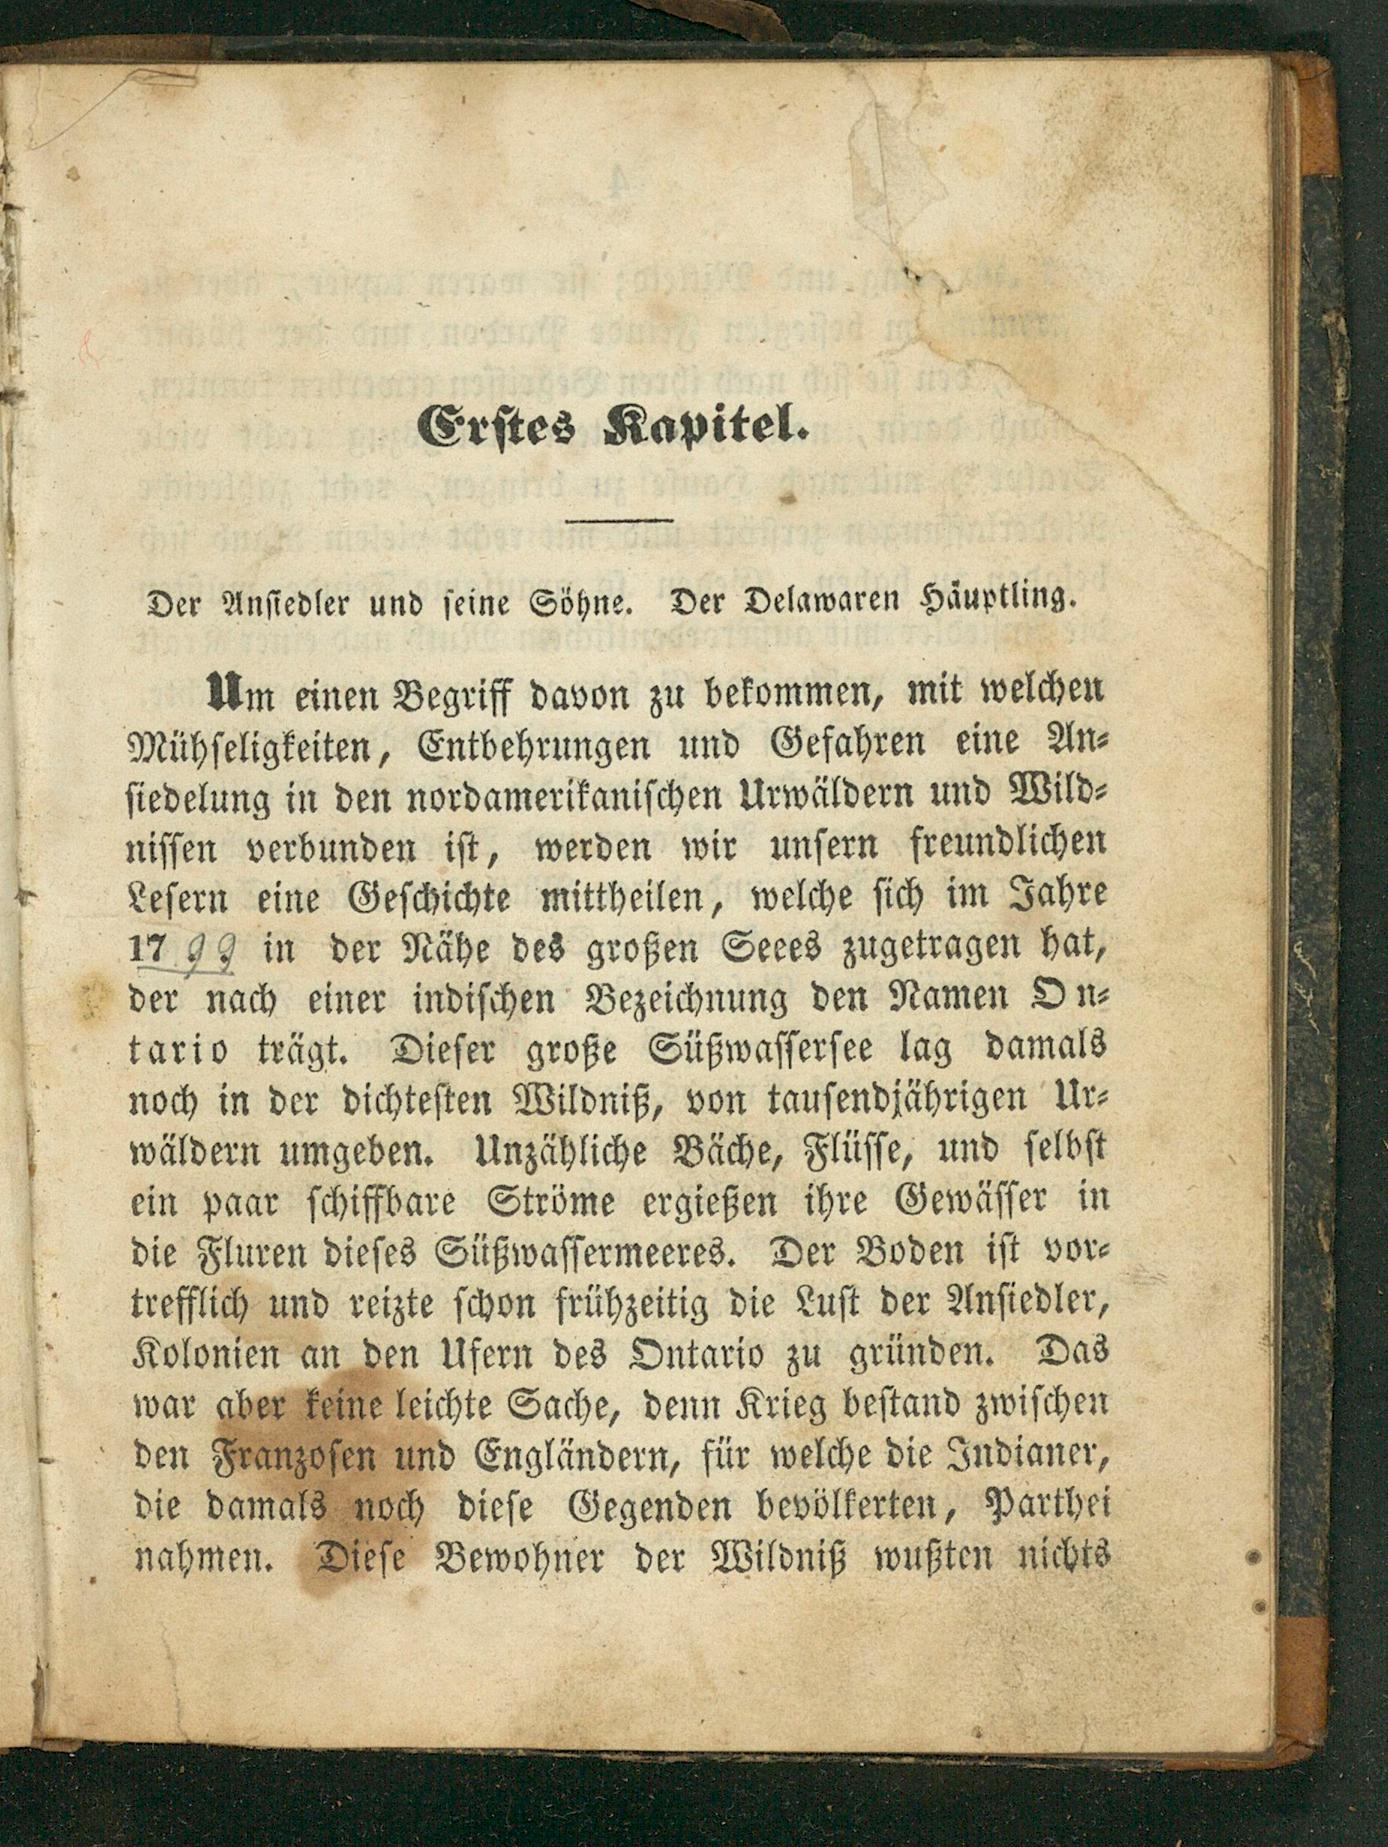 Erstes Kapitel.
Der Ansiedler und seine Söhne. Der Delawaren Häuptling.
Um einen Begriff davon zu bekommen, mit welchen
Mühseligkeiten, Entbehrungen und Gefahren eine An-
siedelung in den nordamerikanischen Urwäldern und Wild-
nissen verbunden ist, werden wir unsern freundlichen
Lesern eine Geschichte mittheilen, welche sich im Jahre
1799 in der Nähe des großen Seees zugetragen hat,
der nach einer indischen Bezeichnung den Namen On-
tario trägt. Dieser große Süßwassersee lag damals
noch in der dichtesten Wildniß, von tausendjährigen Ur-
wäldern umgeben. Unzähliche Bäche, Flüsse, und selbst
ein paar schiffbare Ströme ergießen ihre Gewässer in
die Fluren dieses Süßwassermeeres. Der Boden ist vor-
trefflich und reizte schon frühzeitig die Lust der Ansiedler,
Kolonien an den Ufern des Ontario zu gründen. Das
war aber keine leichte Sache, denn Krieg bestand zwischen
den Franzosen und Engländern, für welche die Indianer,
die damals noch diese Gegenden bevölkerten, Parthei
nahmen. Diese Bewohner der Wildniß wußten nichts